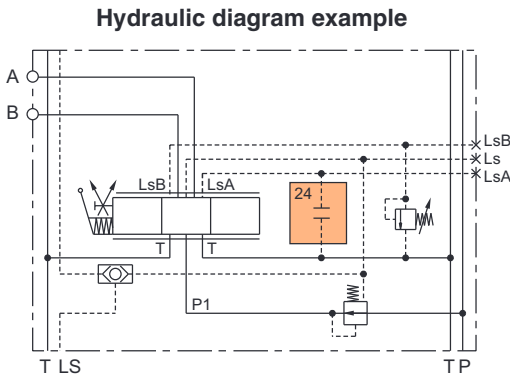 Hydraulic diagram example
A
B
LsB LsA
24
LsB
Ls
LsA
T T
P1
T LS T P